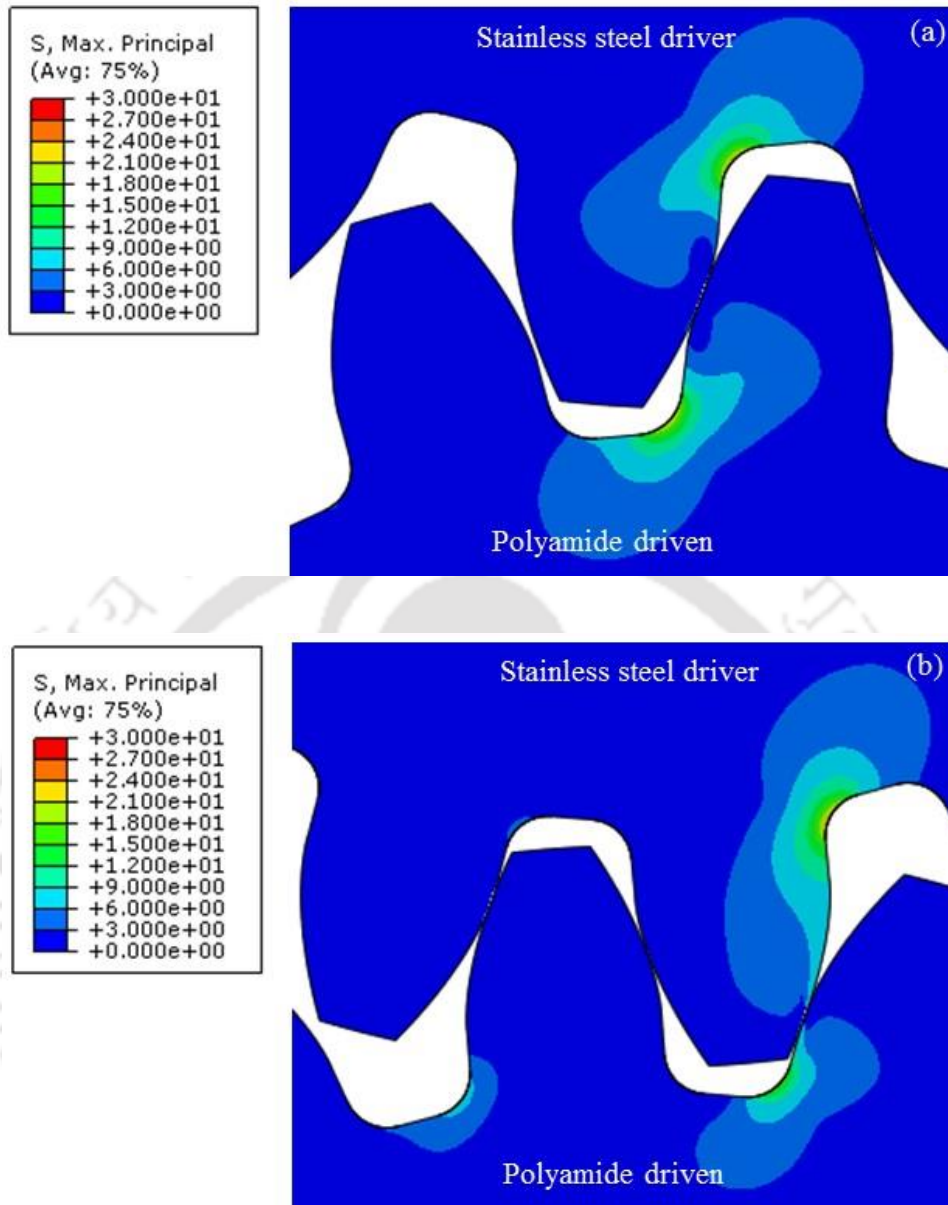 S, Max. Principal
(Avg: 75%)
+3.000e+01
+2.700e+01
+2.400e+01
+2.100e+01
+1.800e+01
+1.500e+01
+1.200e+01
+9.000e+00
+6.000e+00
+3.000e+00
+0.000e+00
Stainless steel driver
(a)
Polyamide driven
S, Max. Principal
(Avg: 75%)
+3.000e+01
+2.700e+01
+2.400e+01
+2.100e+01
+1.800e+01
+1.500e+01
+1.200e+01
+9.000e+00
+6.000e+00
+3.000e+00
+0.000e+00
Stainless steel driver
(b)
Polyamide driven